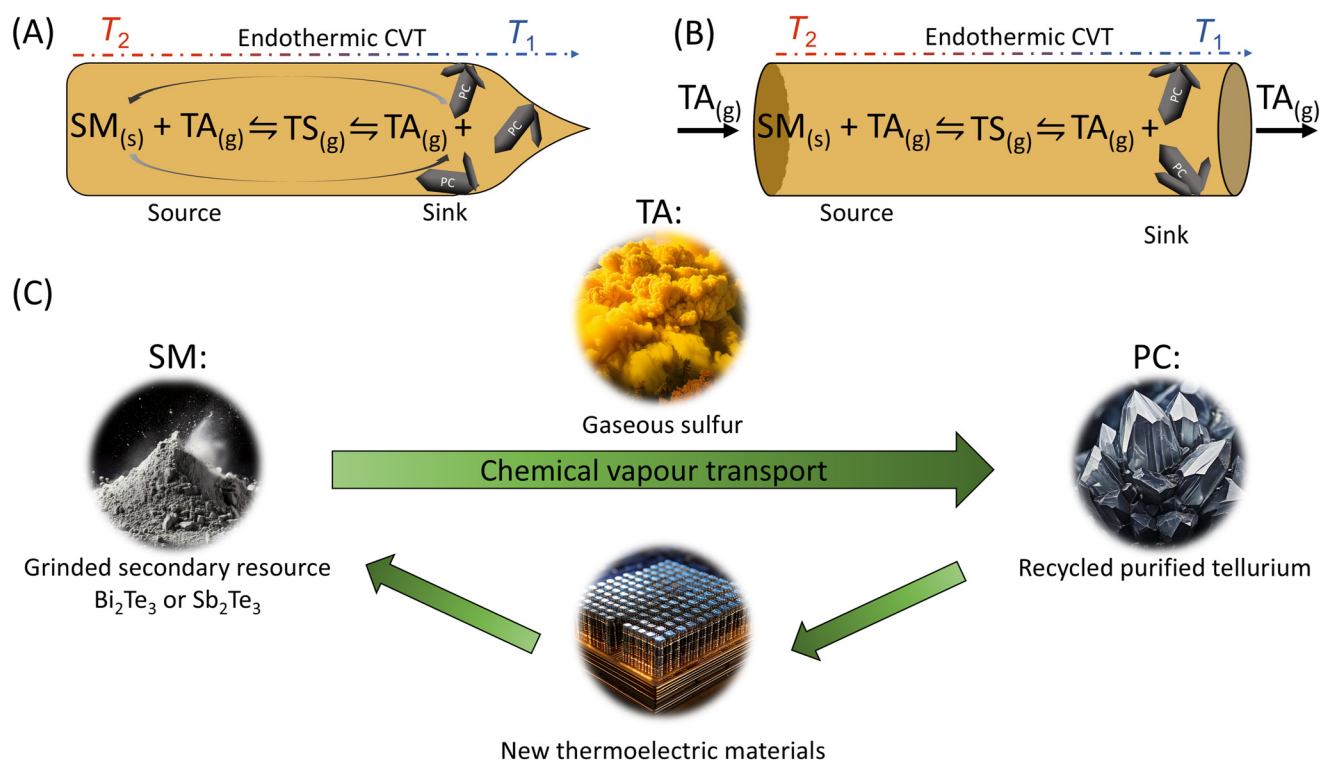 (A)
T₂ Endothermic CVT T₁
SM(s) + TA(g) ⇋ TS(g) ⇋ TA(g) +
PC
PC
PC
Source Sink
(B)
T₂ Endothermic CVT T₁
TA(g)
SM(s) + TA(g) ⇋ TS(g) ⇋ TA(g) +
TA(g)
PC
PC
Source
Sink
(C)
TA:
Gaseous sulfur
SM:
Grinded secondary resource
Bi₂Te₃ or Sb₂Te₃
Chemical vapour transport
PC:
Recycled purified tellurium
New thermoelectric materials